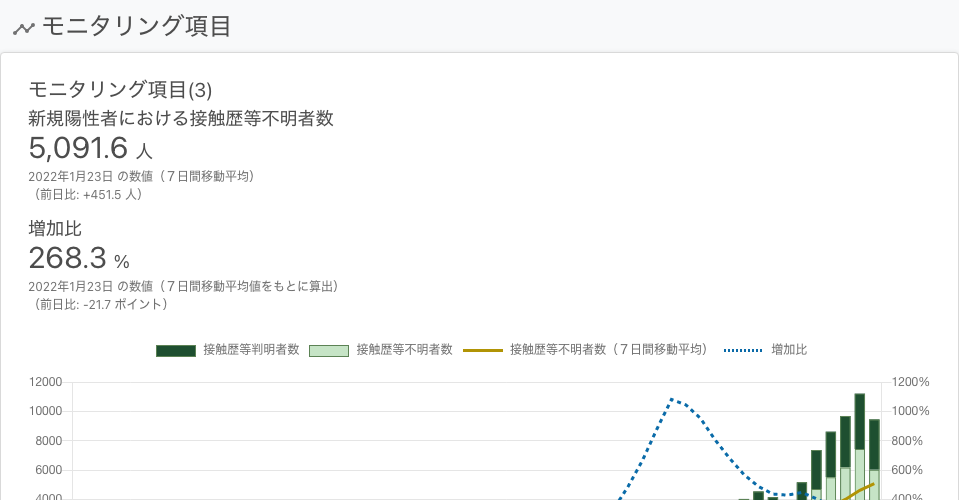 モニタリング項目
モニタリング項目(3)
新規陽性者における接触歴等不明者数
5,091.6 人
2022年1月23日 の数値（７日間移動平均）
（前日比: +451.5 人）
増加比
268.3 %
2022年1月23日 の数値（７日間移動平均値をもとに算出）
（前日比: -21.7 ポイント）
接触歴等判明者数 接触歴等不明者数 接触歴等不明者数（７日間移動平均） 増加比
12000 1200%
10000 1000%
8000 800%
6000 600%
4000 400%